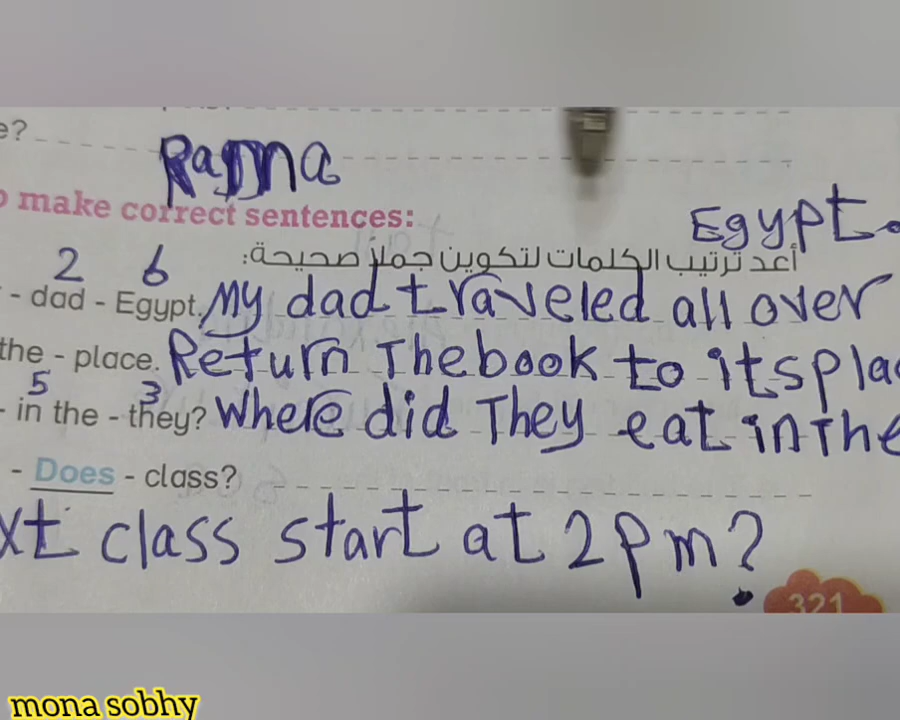 e?
Ramna
make correct sentences:
Egypt.
أعد ترتيب الكلمات لتكوين جملاً صحيحة:
2 6
- dad - Egypt. My dad traveled all over
the - place. Return The book to its pla
5 3
- in the - they? Where did They eat in The
- Does - class?
xt class start at 2 pm?
321
mona sobhy